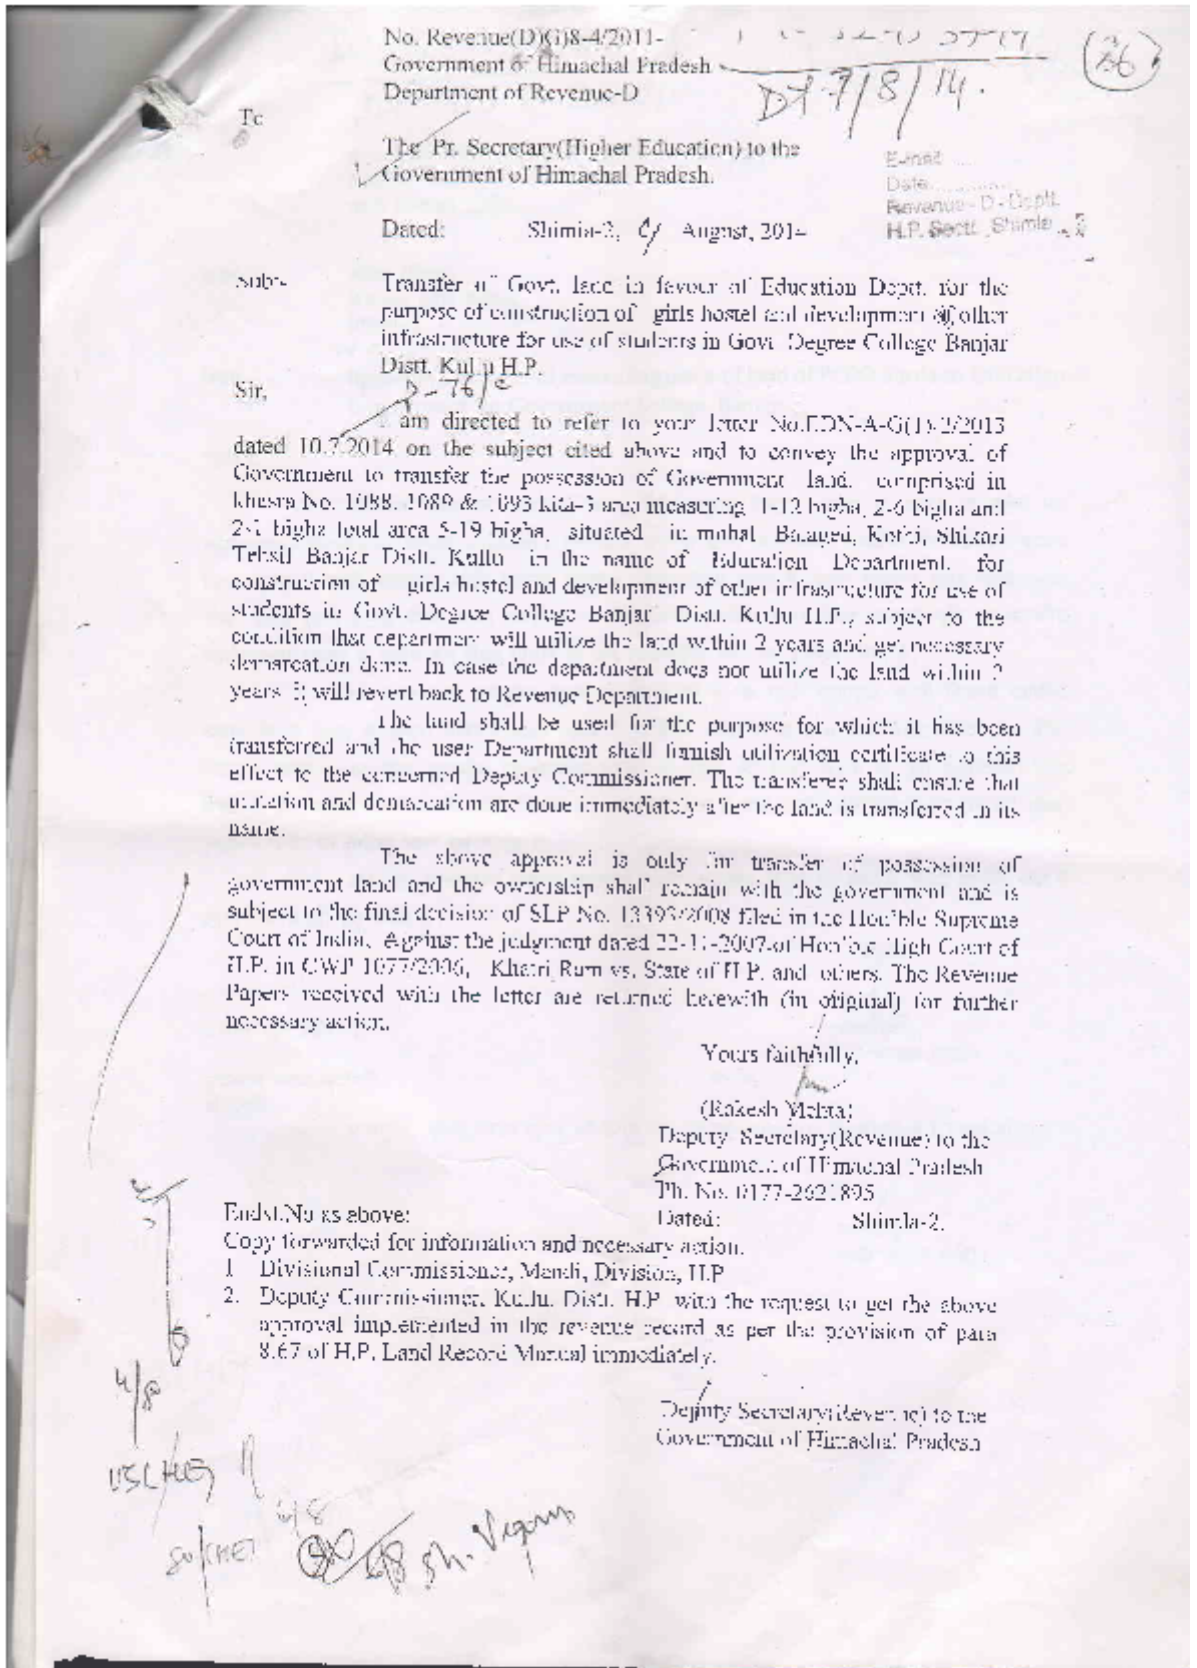 No. Revenue(D)(G)8-4/2011-
Government of Himachal Pradesh
Department of Revenue-D
Dt 7/8/14.
36
To
The Pr. Secretary(Higher Education) to the
Government of Himachal Pradesh.
E-mail
Date............
Revenue - D - Deptt.
H.P. Sectt. Shimla
Dated: Shimla-2, August, 2014
Sub:-
Transfer of Govt. land in favour of Education Deptt. for the
purpose of construction of girls hostel and development of other
infrastructure for use of students in Govt. Degree College Banjar
Distt. Kullu H.P.
Sir,
I am directed to refer to your letter No.EDN-A-G(1)-2/2013
dated 10.7.2014 on the subject cited above and to convey the approval of
Government to transfer the possession of Government land, comprised in
khasra No. 1088, 1089 & 1093 kita-3 area measuring 1-12 bigha, 2-6 bigha and
2-1 bigha total area 5-19 bigha, situated in mohal Kothi, Shikari
Tehsil Banjar Distt. Kullu in the name of Education Department, for
construction of girls hostel and development of other infrastructure for use of
students in Govt. Degree College Banjar Distt. Kullu H.P., subject to the
condition that department will utilize the land within 2 years and get necessary
demarcation done. In case the department does not utilize the land within 2
years it will revert back to Revenue Department.
The land shall be used for the purpose for which it has been
transferred and the user Department shall furnish utilization certificate to this
effect to the concerned Deputy Commissioner. The transferee shall ensure that
mutation and demarcation are done immediately after the land is transferred in its
name.
The above approval is only for transfer of possession of
government land and the ownership shall remain with the government and is
subject to the final decision of SLP No. /2008 filed in the Hon'ble Supreme
Court of India, Against the judgment dated 22-11-2007 of Hon'ble High Court of
H.P. in CWP 1077/2006, Khatri Ram vs. State of H.P. and others. The Revenue
Papers received with the letter are returned herewith (in original) for further
necessary action.
Yours faithfully,
(Rakesh Mehta)
Deputy Secretary(Revenue) to the
Government of Himachal Pradesh
Ph. No. 0177-2621895
Endst.No as above:
Dated: Shimla-2.
Copy forwarded for information and necessary action.
1 Divisional Commissioner, Mandi, Division, H.P
2. Deputy Commissioner, Kullu, Distt. H.P. with the request to get the above
approval implemented in the revenue record as per the provision of para
8.67 of H.P. Land Record Manual immediately.
Deputy Secretary(Revenue) to the
Government of Himachal Pradesh
4/8